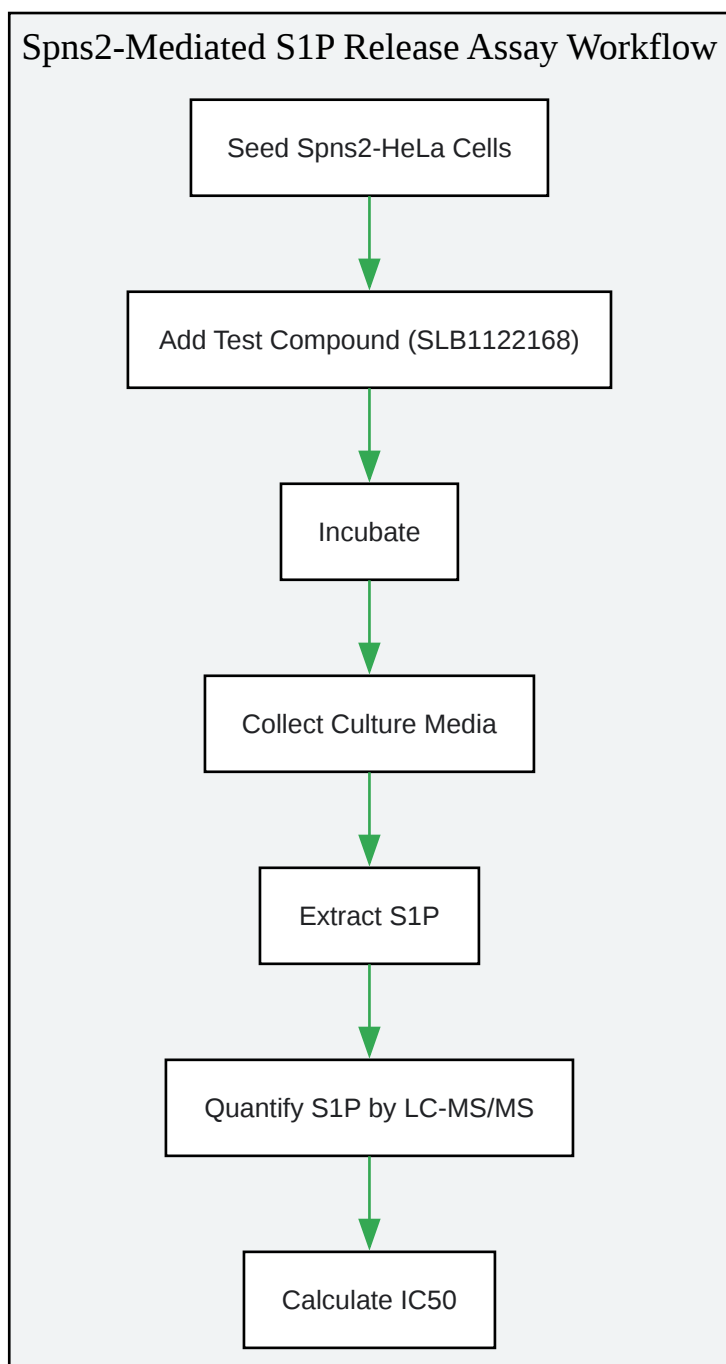 Spns2-Mediated S1P Release Assay Workflow
Seed Spns2-HeLa Cells
Add Test Compound (SLB1122168)
Incubate
Collect Culture Media
Extract S1P
Quantify S1P by LC-MS/MS
Calculate IC50